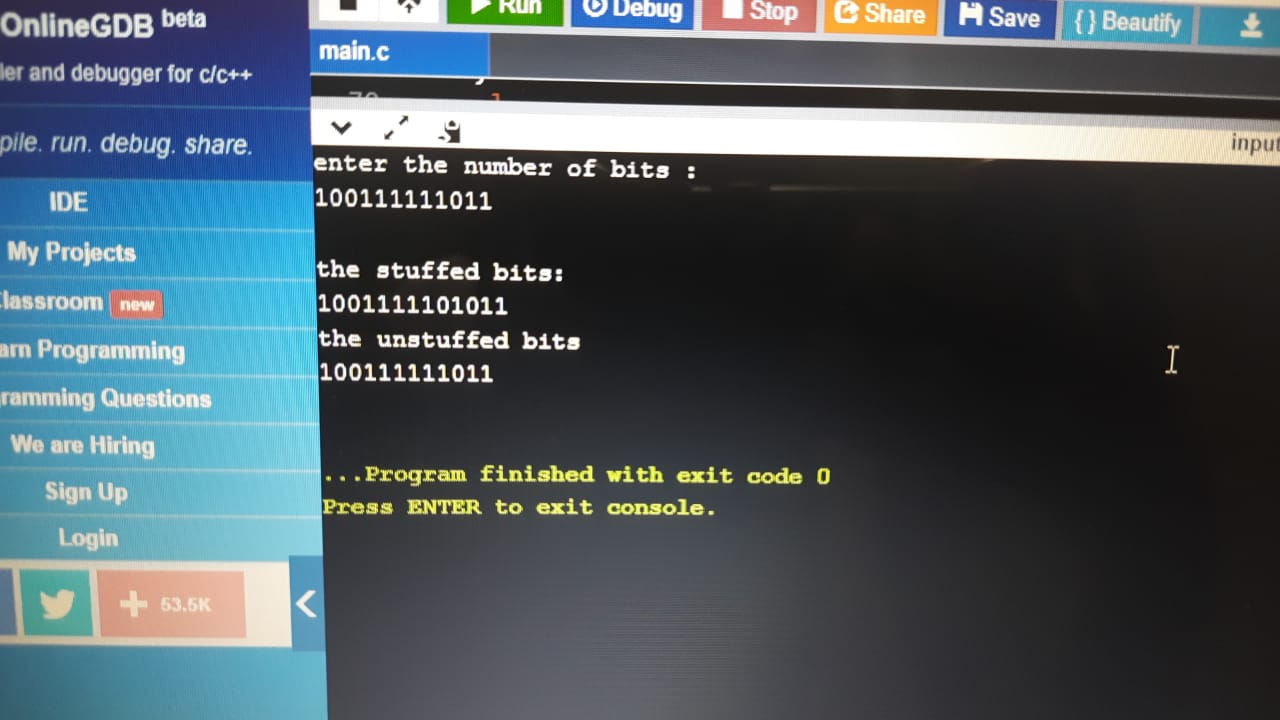 OnlineGDB beta
ler and debugger for c/c++
pile. run. debug. share.
IDE
My Projects
Classroom new
arn Programming
ramming Questions
We are Hiring
Sign Up
Login
53.5K
Run Debug Stop Share Save { } Beautify
main.c
input
enter the number of bits :
100111111011

the stuffed bits:
1001111101011
the unstuffed bits
100111111011

...Program finished with exit code 0
Press ENTER to exit console.